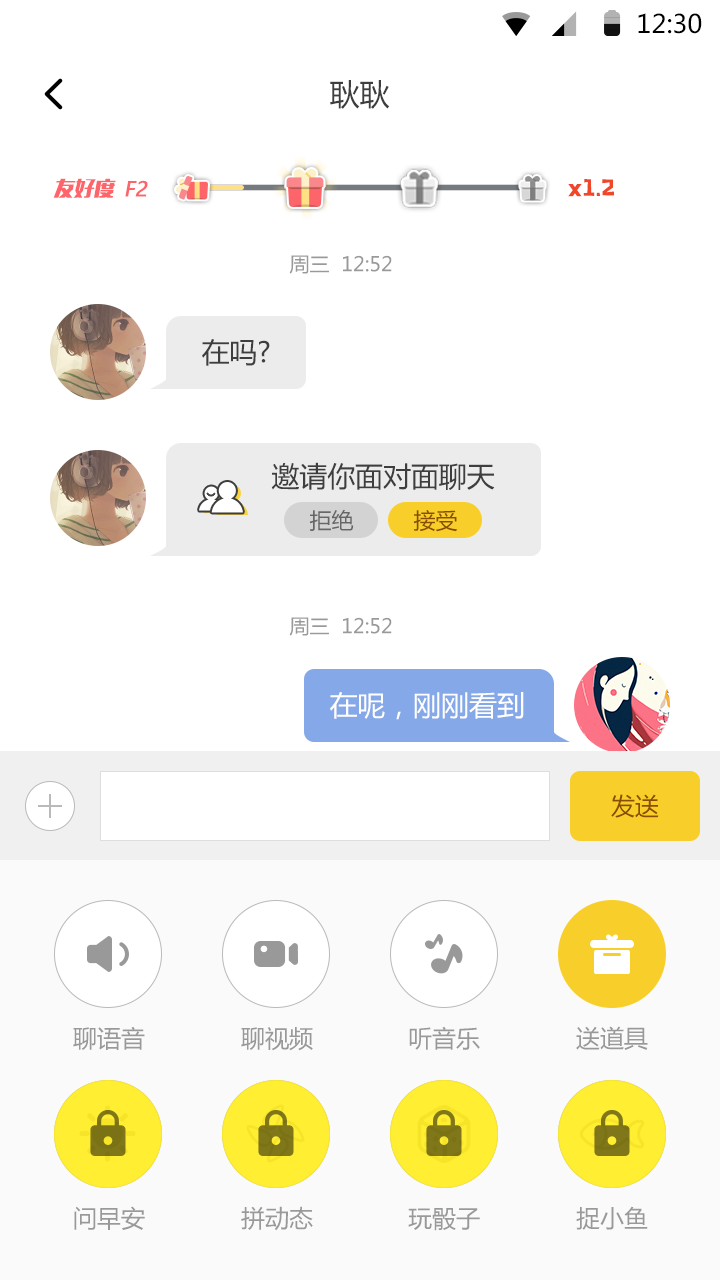 12:30
耿耿
友好度 F2
x1.2
周三 12:52
在吗?
邀请你面对面聊天
拒绝 接受
周三 12:52
在呢，刚刚看到
发送
聊语音 聊视频 听音乐 送道具
问早安 拼动态 玩骰子 捉小鱼